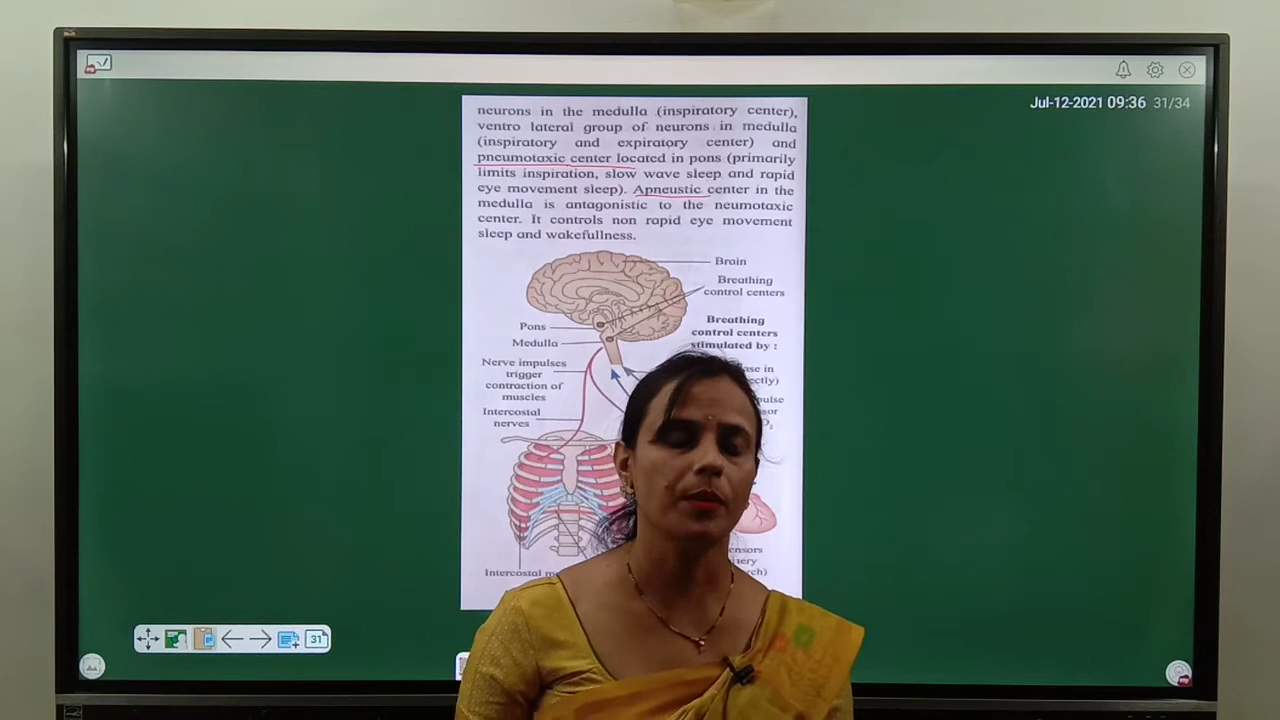 Jul-12-2021 09:36 31/34
neurons in the medulla (inspiratory center),
ventro lateral group of neurons in medulla
(inspiratory and expiratory center) and
pneumotaxic center located in pons (primarily
limits inspiration, slow wave sleep and rapid
eye movement sleep). Apneustic center in the
medulla is antagonistic to the neumotaxic
center. It controls non rapid eye movement
sleep and wakefullness.
Brain
Breathing
control centers
Breathing
control centers
stimulated by :
Pons
Medulla
Nerve impulses
trigger
contraction of
muscles
Intercostal
nerves
Intercostal
31